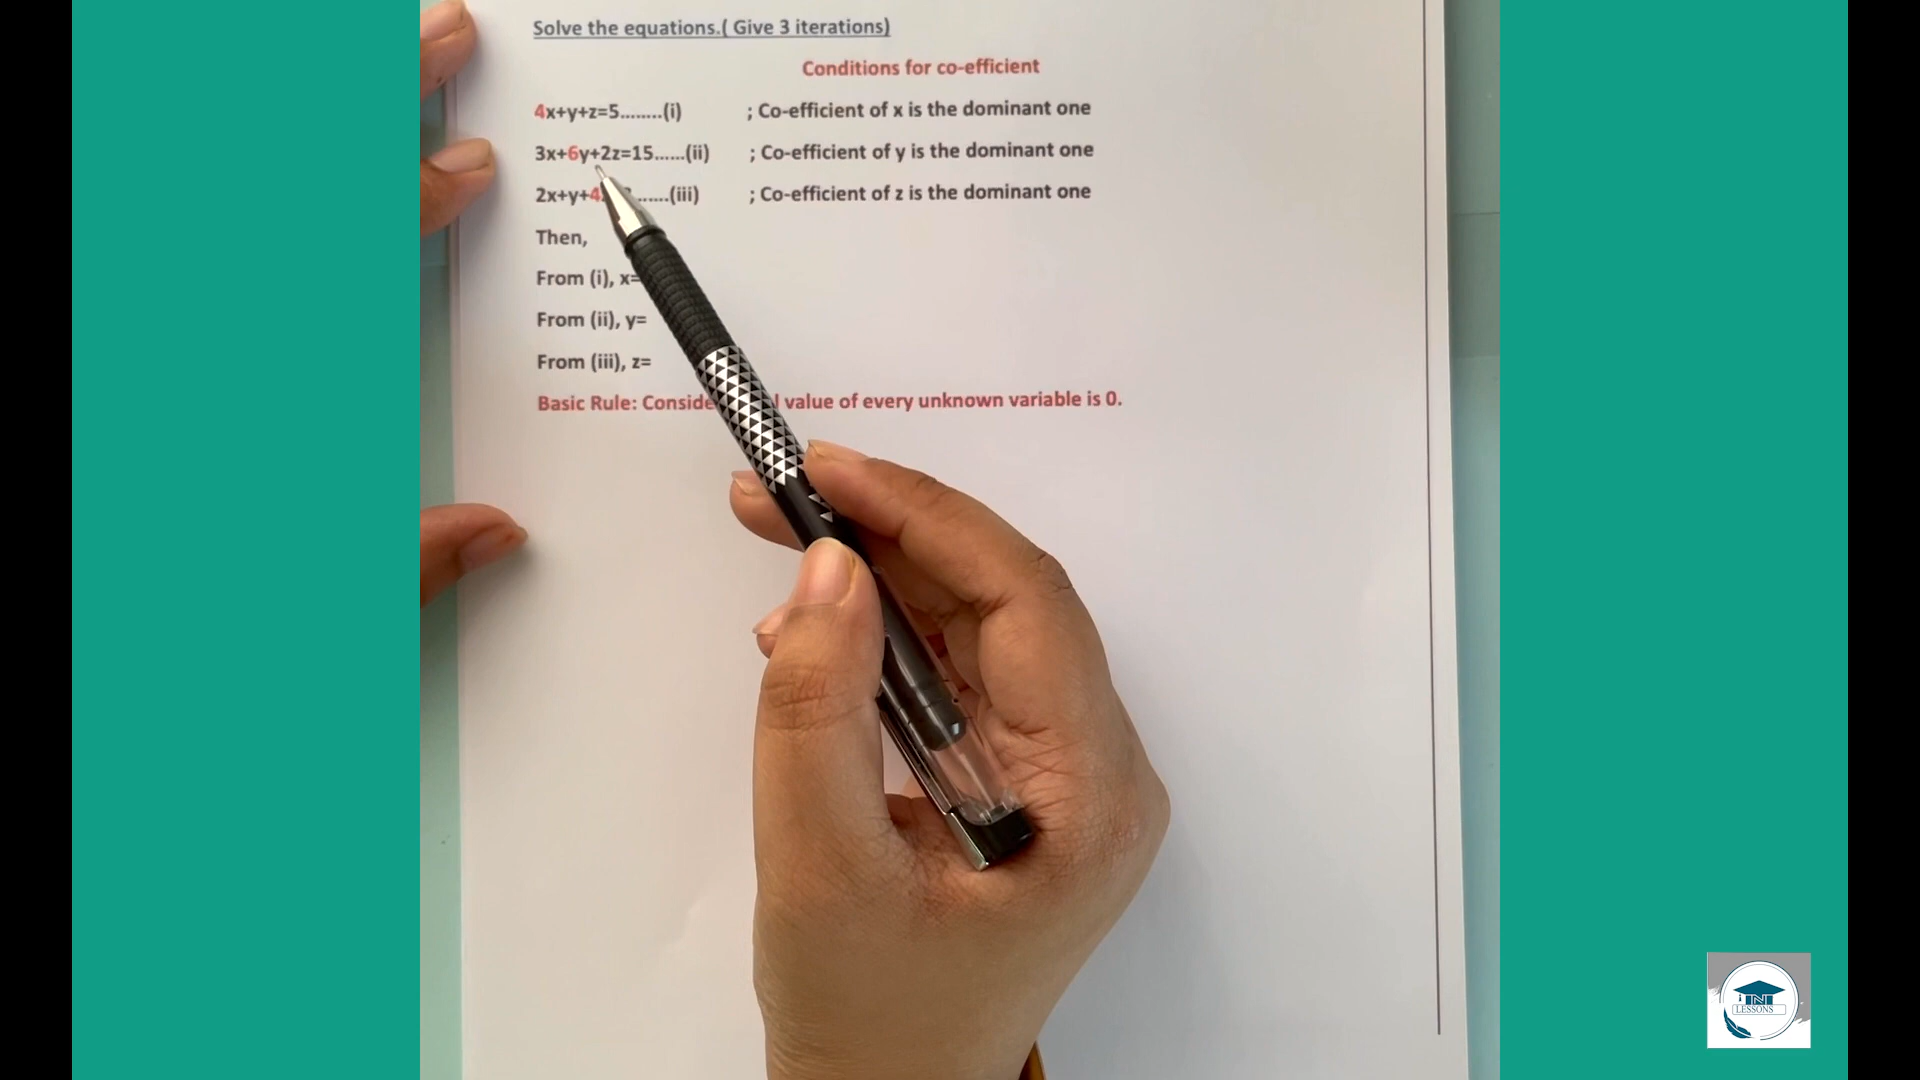 Solve the equations.( Give 3 iterations)
Conditions for co-efficient
4x+y+z=5........(i) ; Co-efficient of x is the dominant one
3x+6y+2z=15......(ii) ; Co-efficient of y is the dominant one
2x+y+4 ......(iii) ; Co-efficient of z is the dominant one
Then,
From (i), x=
From (ii), y=
From (iii), z=
Basic Rule: value of every unknown variable is 0.
LESSONS